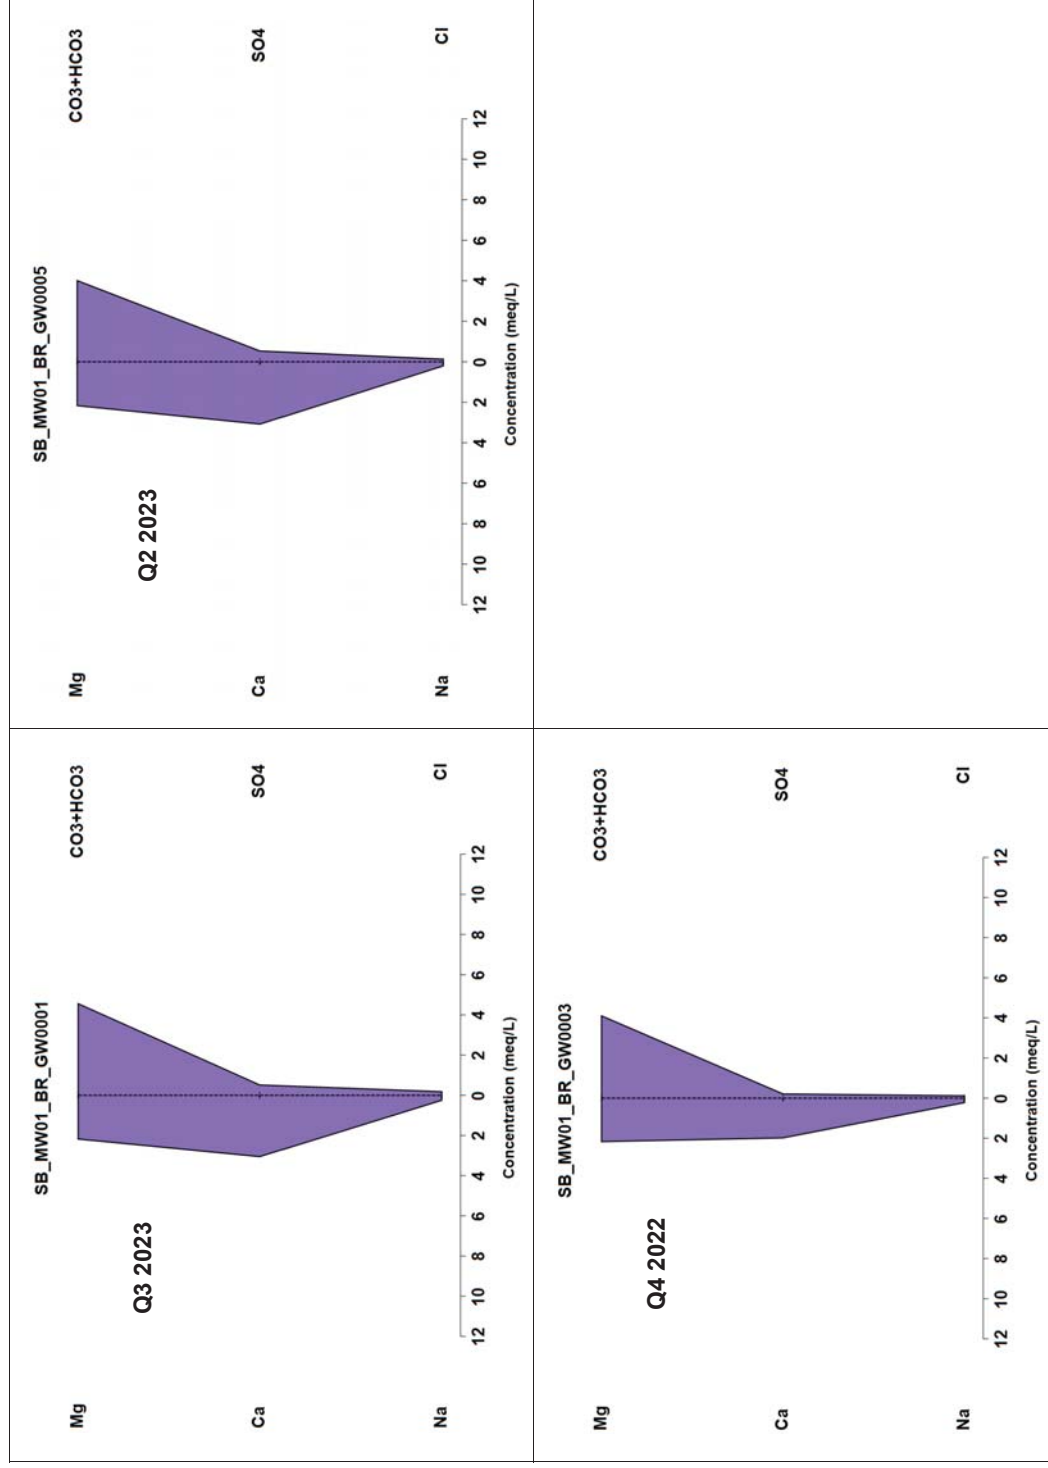 SB_MW01_BR_GW0001
Mg CO3+HCO3
Q3 2023
Ca SO4
Na Cl
12 10 8 6 4 2 0 2 4 6 8 10 12
Concentration (meq/L)
SB_MW01_BR_GW0005
Mg CO3+HCO3
Q2 2023
Ca SO4
Na Cl
12 10 8 6 4 2 0 2 4 6 8 10 12
Concentration (meq/L)
SB_MW01_BR_GW0003
Mg CO3+HCO3
Q4 2022
Ca SO4
Na Cl
12 10 8 6 4 2 0 2 4 6 8 10 12
Concentration (meq/L)